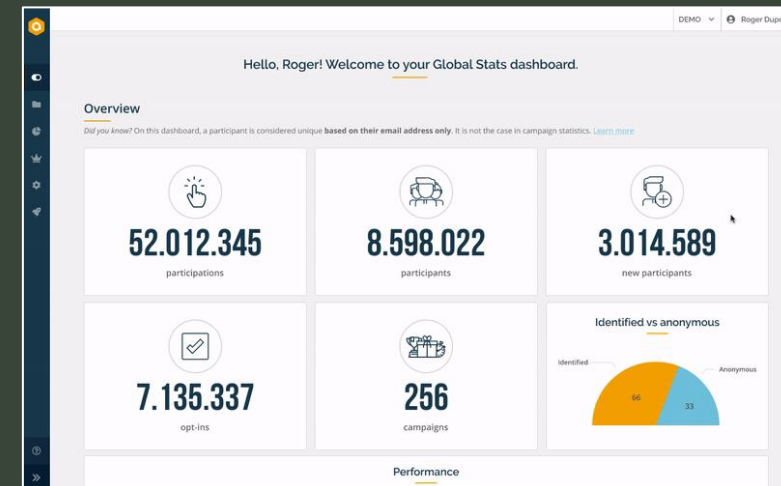 DEMO
Roger Dupo
Hello, Roger! Welcome to your Global Stats dashboard.
Overview
Did you know? On this dashboard, a participant is considered unique based on their email address only. It is not the case in campaign statistics. Learn more
52.012.345
participations
8.598.022
participants
3.014.589
new participants
7.135.337
opt-ins
256
campaigns
Identified vs anonymous
Identified
Anonymous
66
33
Performance